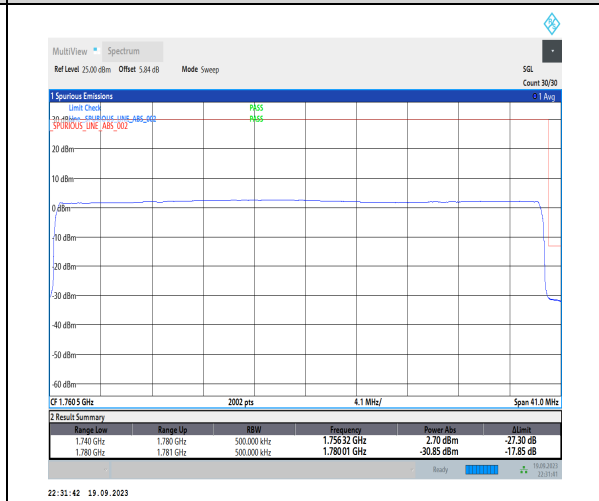 MultiView Spectrum
Ref Level 25.00 dBm Offset 5.84 dB Mode Sweep SGL
Count 30/30
1 Spurious Emissions 1 Avg
Limit Check PASS
Line _SPURIOUS_LINE_ABS_002 PASS
_SPURIOUS_LINE_ABS_002
20 dBm
10 dBm
0 dBm
-10 dBm
-20 dBm
-30 dBm
-40 dBm
-50 dBm
-60 dBm
CF 1.7605 GHz 2002 pts 4.1 MHz/ Span 41.0 MHz
2 Result Summary
Range Low Range Up RBW Frequency Power Abs ΔLimit
1.740 GHz 1.780 GHz 500.000 kHz 1.75632 GHz 2.70 dBm -27.30 dB
1.780 GHz 1.781 GHz 500.000 kHz 1.78001 GHz -30.85 dBm -17.85 dB
Ready 19.09.2023
22:31:41
22:31:42 19.09.2023